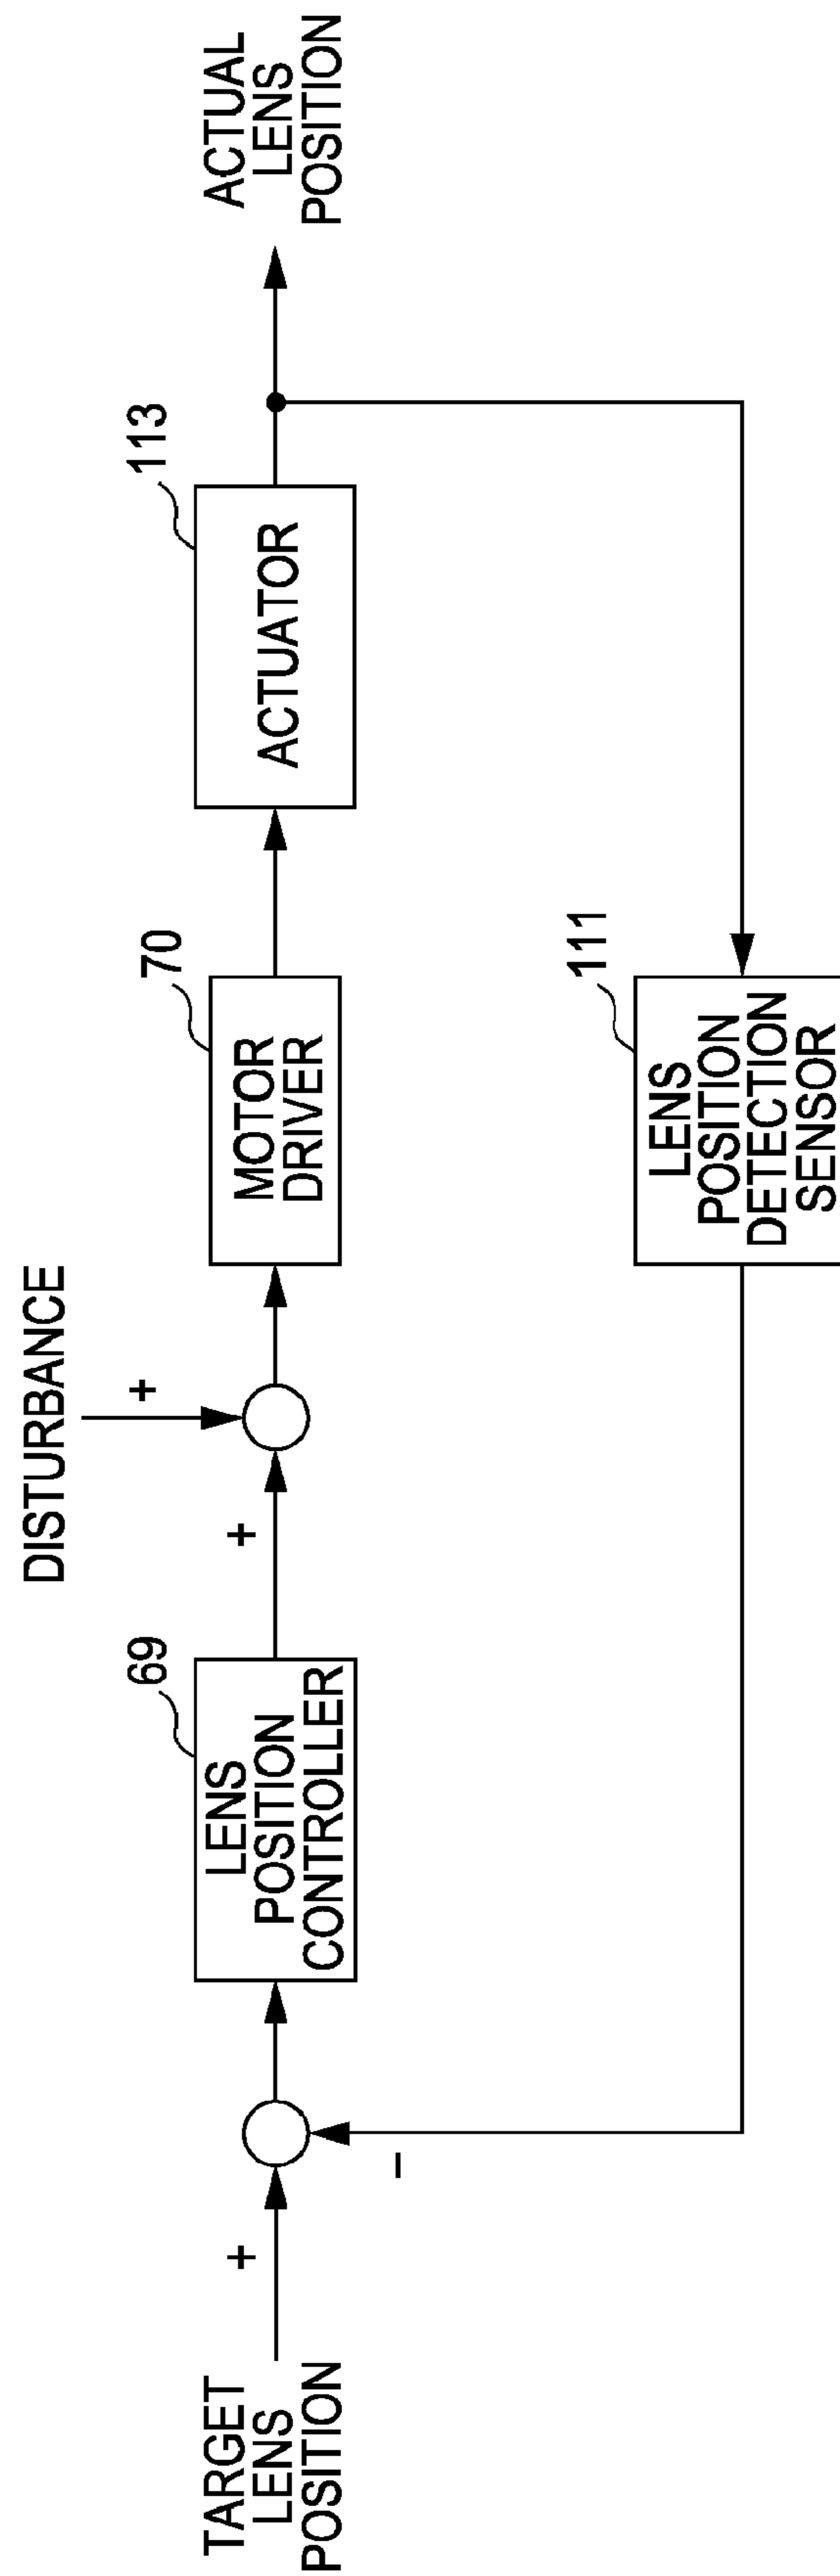 DISTURBANCE
+
TARGET
LENS
POSITION
+
−
69
LENS
POSITION
CONTROLLER
+
70
MOTOR
DRIVER
113
ACTUATOR
ACTUAL
LENS
POSITION
111
LENS
POSITION
DETECTION
SENSOR